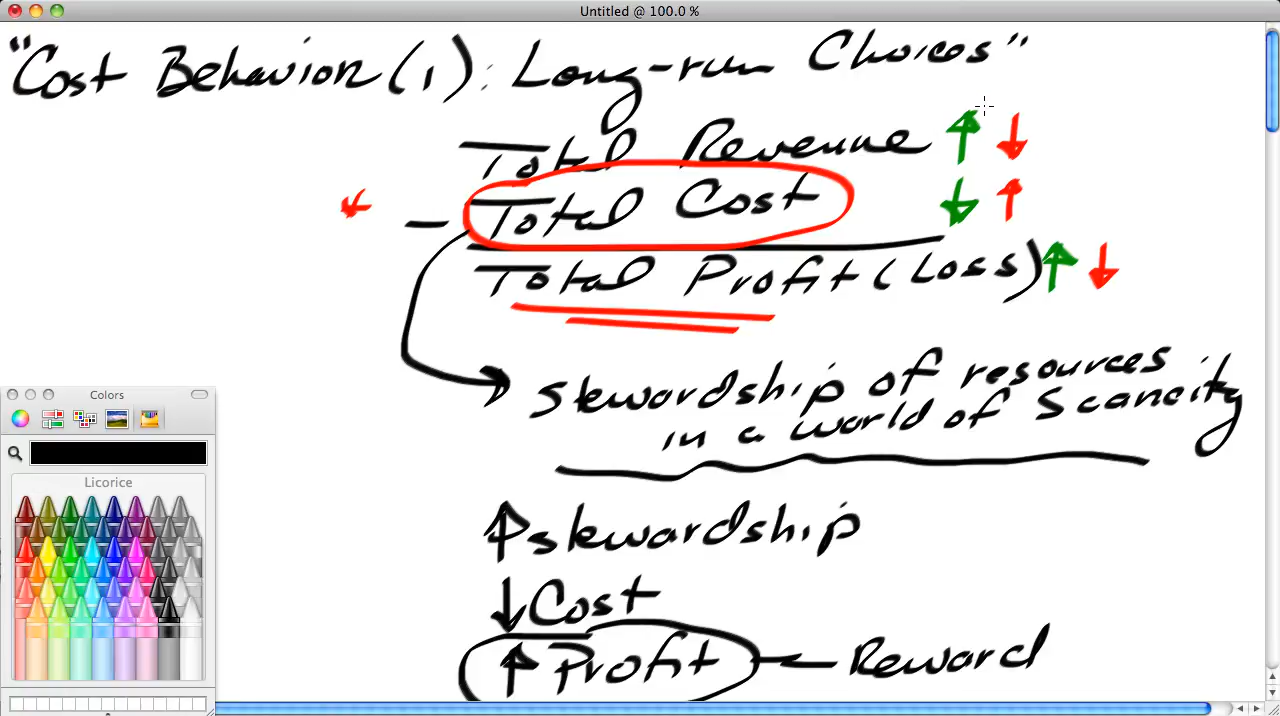 Untitled @ 100.0 %
"Cost Behavior (1): Long-run Choices"
Total Revenue ↑ ↓
← - Total Cost ↓ ↑
Total Profit (Loss) ↑ ↓
→ stewardship of resources
in a world of Scarcity
↑ stewardship
↓ Cost
↑ Profit ← Reward
Colors
Licorice